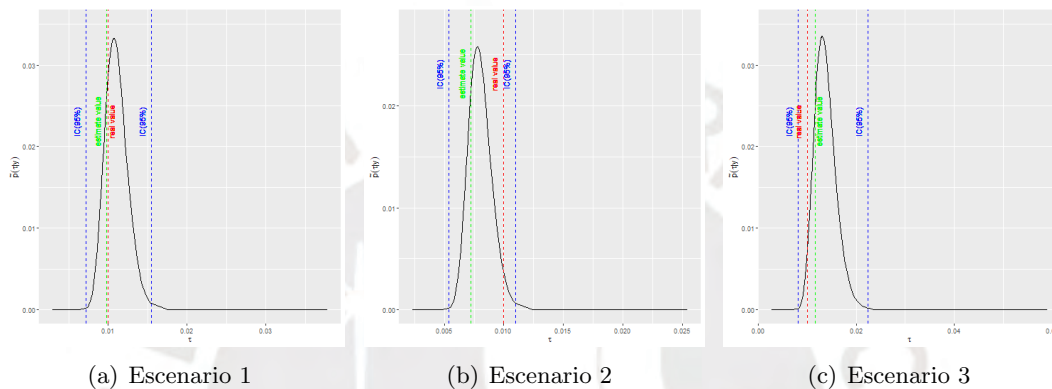 0.03
0.02
0.01
0.00
p̃(τ|y)
IC(95%)
estimate value
real value
IC(95%)
0.01
0.03
τ
0.02
0.01
0.00
p̃(τ|y)
IC(95%)
estimate value
real value
IC(95%)
0.005
0.010
0.015
0.020
0.025
τ
0.03
0.02
0.01
0.00
p̃(τ|y)
IC(95%)
real value
estimate value
IC(95%)
0.00
0.02
0.04
τ
(a) Escenario 1
(b) Escenario 2
(c) Escenario 3